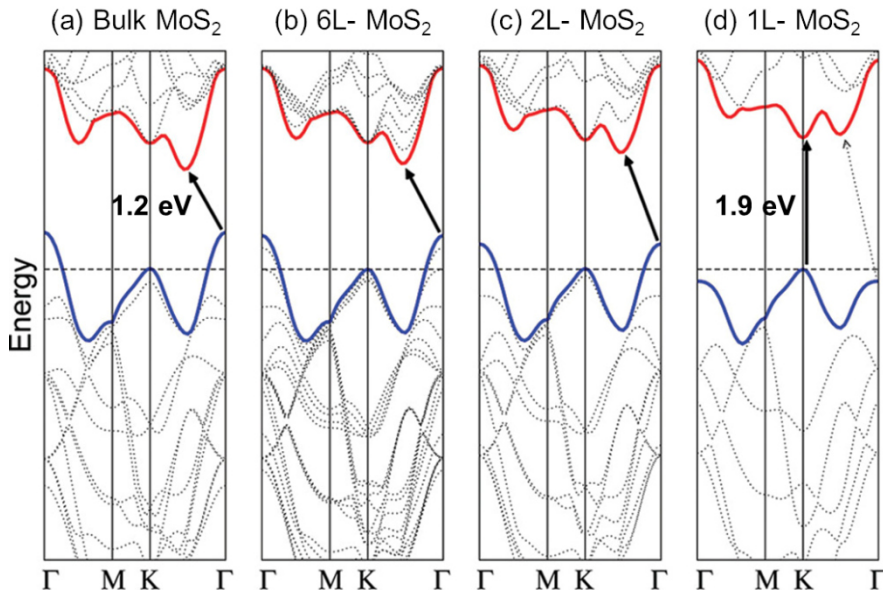 (a) Bulk MoS₂ (b) 6L- MoS₂ (c) 2L- MoS₂ (d) 1L- MoS₂
1.2 eV 1.9 eV
Energy
Γ M K Γ Γ M K Γ Γ M K Γ Γ M K Γ